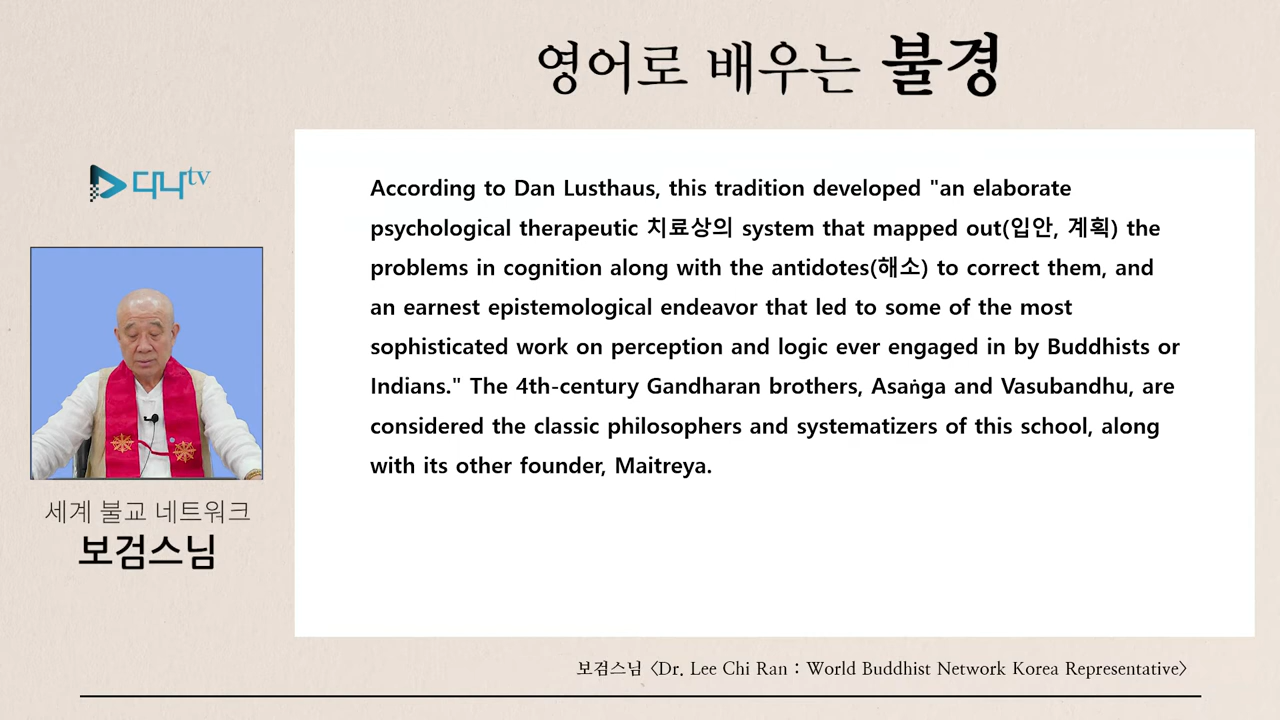 영어로 배우는 불경
디나tv
According to Dan Lusthaus, this tradition developed "an elaborate
psychological therapeutic 치료상의 system that mapped out(입안, 계획) the
problems in cognition along with the antidotes(해소) to correct them, and
an earnest epistemological endeavor that led to some of the most
sophisticated work on perception and logic ever engaged in by Buddhists or
Indians." The 4th-century Gandharan brothers, Asaṅga and Vasubandhu, are
considered the classic philosophers and systematizers of this school, along
with its other founder, Maitreya.
세계 불교 네트워크
보검스님
보검스님 <Dr. Lee Chi Ran : World Buddhist Network Korea Representative>